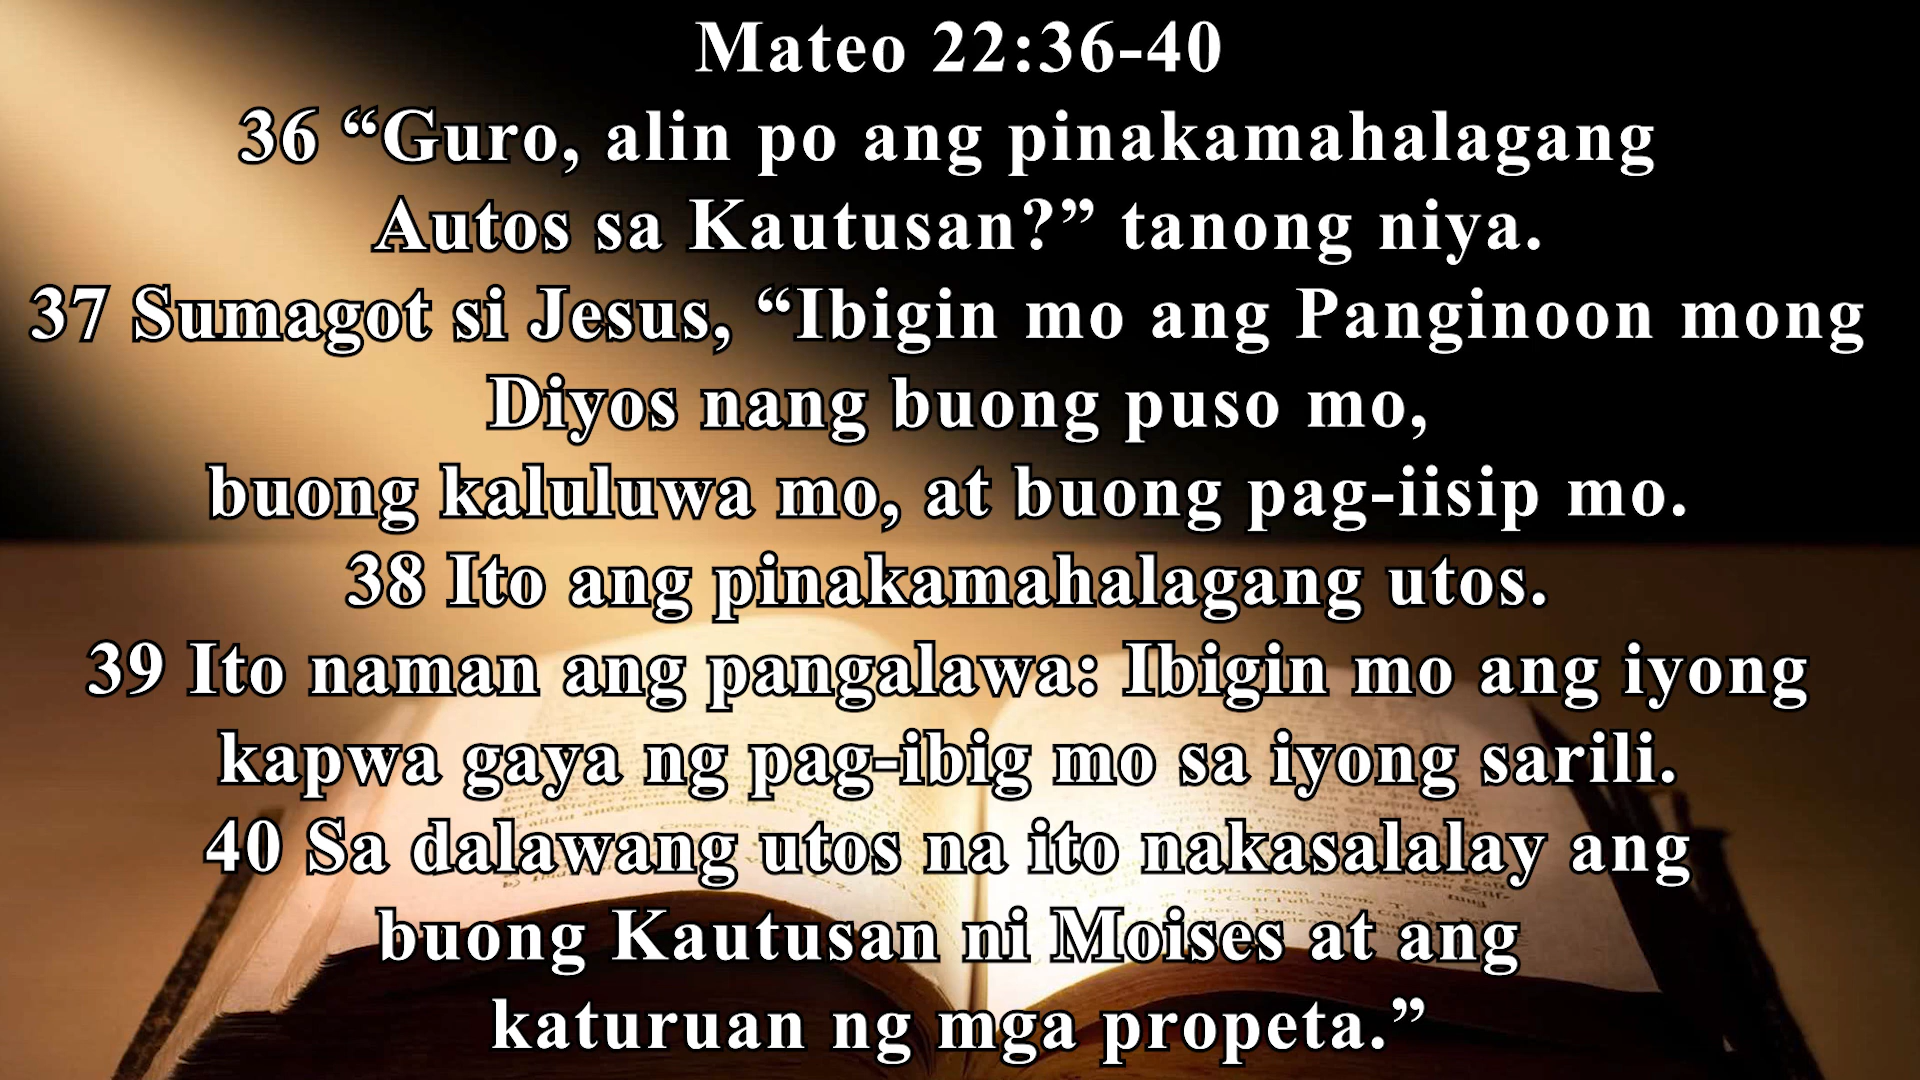 Mateo 22:36-40
36 “Guro, alin po ang pinakamahalagang
Autos sa Kautusan?” tanong niya.
37 Sumagot si Jesus, “Ibigin mo ang Panginoon mong
Diyos nang buong puso mo,
buong kaluluwa mo, at buong pag-iisip mo.
38 Ito ang pinakamahalagang utos.
39 Ito naman ang pangalawa: Ibigin mo ang iyong
kapwa gaya ng pag-ibig mo sa iyong sarili.
40 Sa dalawang utos na ito nakasalalay ang
buong Kautusan ni Moises at ang
katuruan ng mga propeta.”